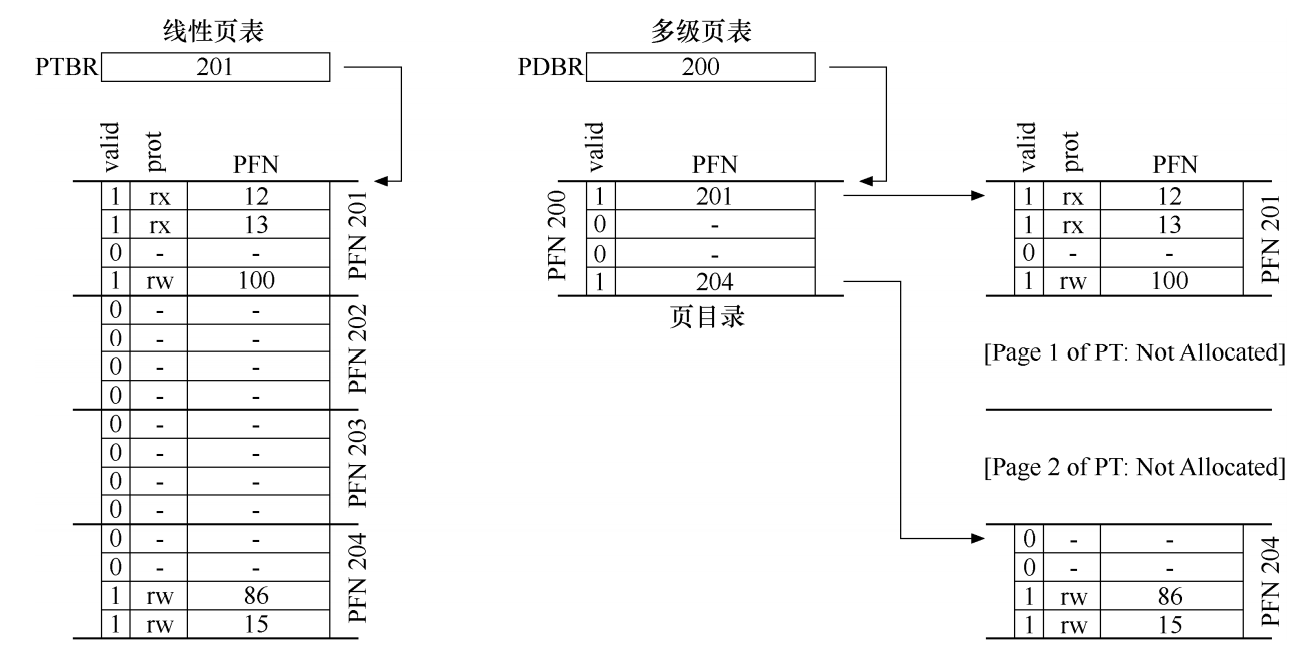 线性页表
PTBR 201
valid prot PFN
1 rx 12
1 rx 13
0 - -
1 rw 100
PFN 201
0 - -
0 - -
0 - -
0 - -
PFN 202
0 - -
0 - -
0 - -
0 - -
PFN 203
0 - -
0 - -
1 rw 86
1 rw 15
PFN 204
多级页表
PDBR 200
valid PFN
PFN 200
1 201
0 -
0 -
1 204
页目录
valid prot PFN
1 rx 12
1 rx 13
0 - -
1 rw 100
PFN 201
[Page 1 of PT: Not Allocated]
[Page 2 of PT: Not Allocated]
0 - -
0 - -
1 rw 86
1 rw 15
PFN 204